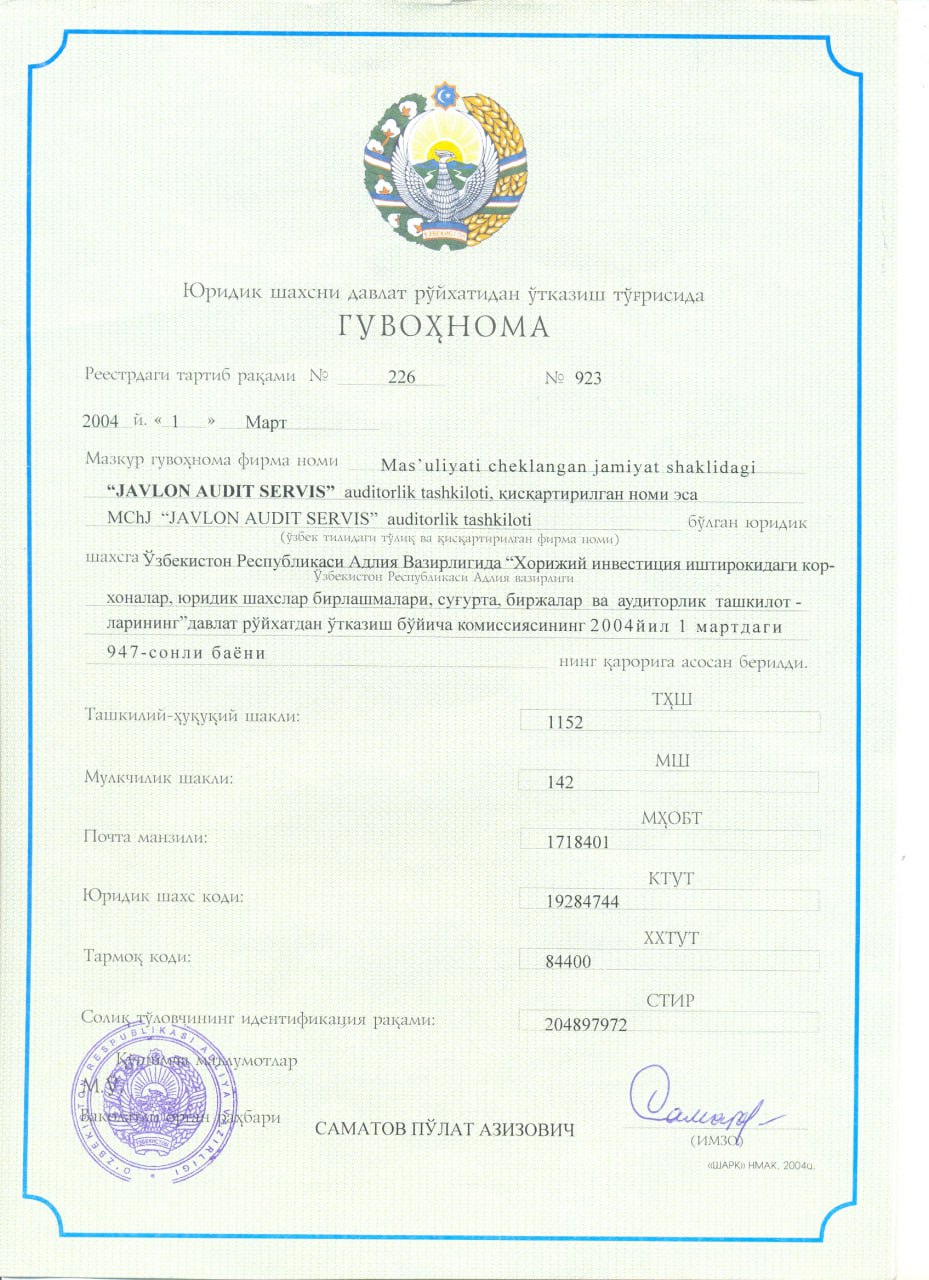 ЎЗБЕКИСТОН
Юридик шахсни давлат рўйхатидан ўтказиш тўғрисида
ГУВОҲНОМА
Реестрдаги тартиб рақами № 226 № 923
2004 й. « 1 » Март
Мазкур гувоҳнома фирма номи Mas’uliyati cheklangan jamiyat shaklidagi
“JAVLON AUDIT SERVIS” auditorlik tashkiloti, қисқартирилган номи эса
MChJ “JAVLON AUDIT SERVIS” auditorlik tashkiloti бўлган юридик
(ўзбек тилидаги тўлиқ ва қисқартирилган фирма номи)
шахсга Ўзбекистон Республикаси Адлия Вазирлигида “Хорижий инвестиция иштирокидаги кор-
Ўзбекистон Республикаси Адлия вазирлиги
хоналар, юридик шахслар бирлашмалари, суғурта, биржалар ва аудиторлик ташкилот -
ларининг”давлат рўйхатдан ўтказиш бўйича комиссиясининг 2004йил 1 мартдаги
947-сонли баёни нинг қарорига асосан берилди.
ТҲШ
Ташкилий-ҳуқуқий шакли: 1152
МШ
Мулкчилик шакли: 142
МҲОБТ
Почта манзили: 1718401
КТУТ
Юридик шахс коди: 19284744
ХХТУТ
Тармоқ коди: 84400
СТИР
Солиқ тўловчининг идентификация рақами: 204897972
Қўшимча маълумотлар
М.Ў.
Ваколатли орган раҳбари САМАТОВ ПЎЛАТ АЗИЗОВИЧ
(ИМЗО)
«ШАРҚ» НМАК, 2004й.
O‘ZBEKISTON RESPUBLIKASI ADLIYA VAZIRLIGI